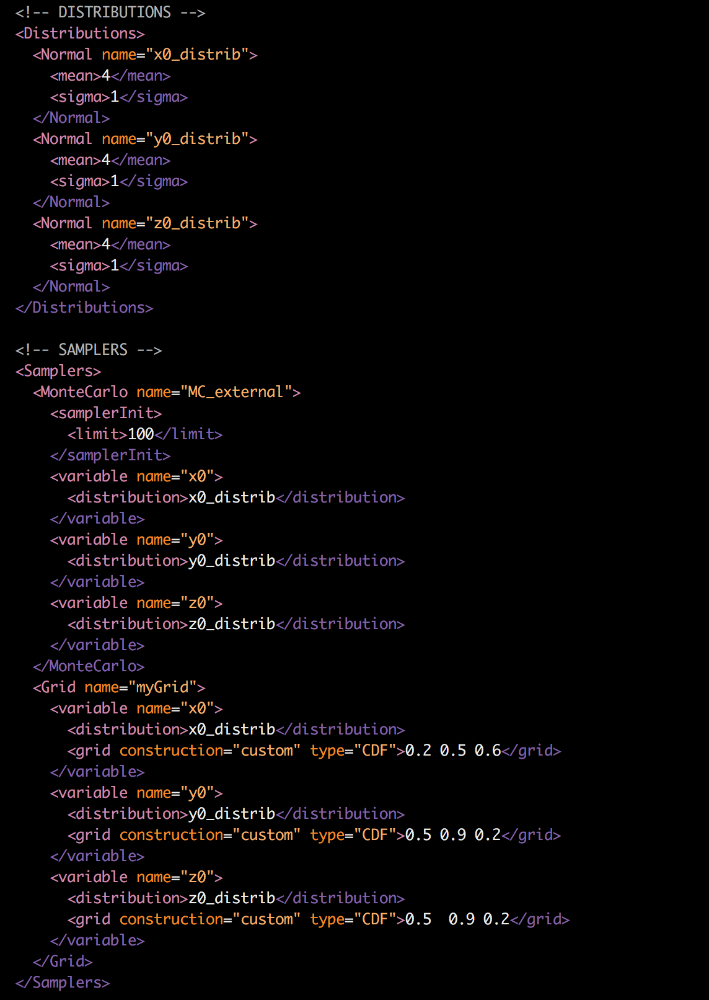 <!-- DISTRIBUTIONS -->
<Distributions>
  <Normal name="x0_distrib">
    <mean>4</mean>
    <sigma>1</sigma>
  </Normal>
  <Normal name="y0_distrib">
    <mean>4</mean>
    <sigma>1</sigma>
  </Normal>
  <Normal name="z0_distrib">
    <mean>4</mean>
    <sigma>1</sigma>
  </Normal>
</Distributions>

<!-- SAMPLERS -->
<Samplers>
  <MonteCarlo name="MC_external">
    <samplerInit>
      <limit>100</limit>
    </samplerInit>
    <variable name="x0">
      <distribution>x0_distrib</distribution>
    </variable>
    <variable name="y0">
      <distribution>y0_distrib</distribution>
    </variable>
    <variable name="z0">
      <distribution>z0_distrib</distribution>
    </variable>
  </MonteCarlo>
  <Grid name="myGrid">
    <variable name="x0">
      <distribution>x0_distrib</distribution>
      <grid construction="custom" type="CDF">0.2 0.5 0.6</grid>
    </variable>
    <variable name="y0">
      <distribution>y0_distrib</distribution>
      <grid construction="custom" type="CDF">0.5 0.9 0.2</grid>
    </variable>
    <variable name="z0">
      <distribution>z0_distrib</distribution>
      <grid construction="custom" type="CDF">0.5  0.9 0.2</grid>
    </variable>
  </Grid>
</Samplers>